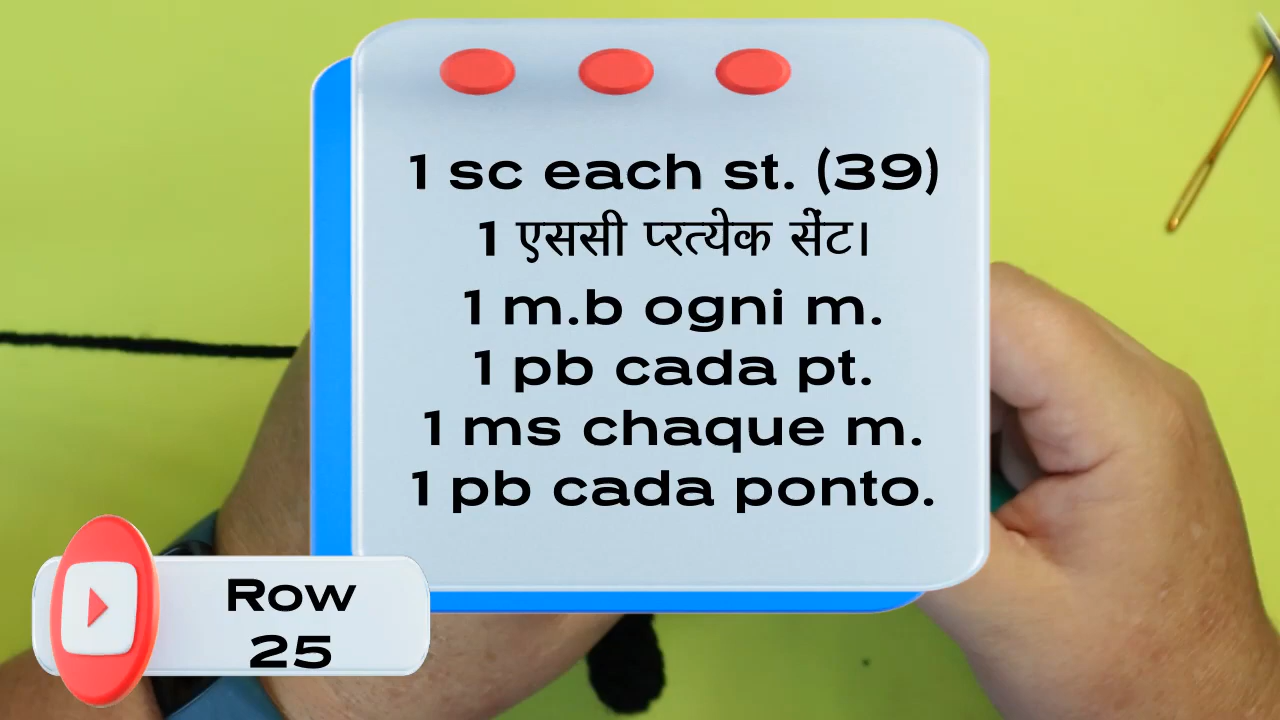 1 sc each st. (39)
1 एससी प्रत्येक सेंट।
1 m.b ogni m.
1 pb cada pt.
1 ms chaque m.
1 pb cada ponto.
Row
25